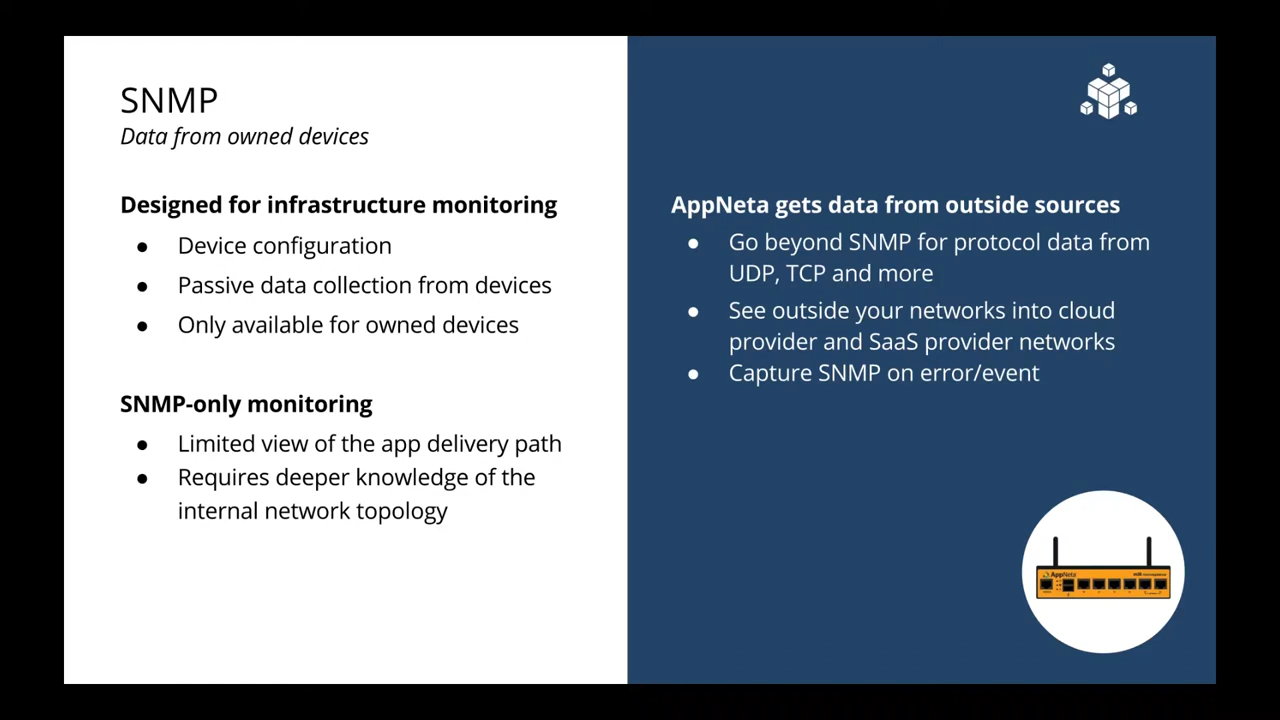 SNMP
Data from owned devices
Designed for infrastructure monitoring
● Device configuration
● Passive data collection from devices
● Only available for owned devices
SNMP-only monitoring
● Limited view of the app delivery path
● Requires deeper knowledge of the
internal network topology
AppNeta gets data from outside sources
● Go beyond SNMP for protocol data from
UDP, TCP and more
● See outside your networks into cloud
provider and SaaS provider networks
● Capture SNMP on error/event
AppNeta